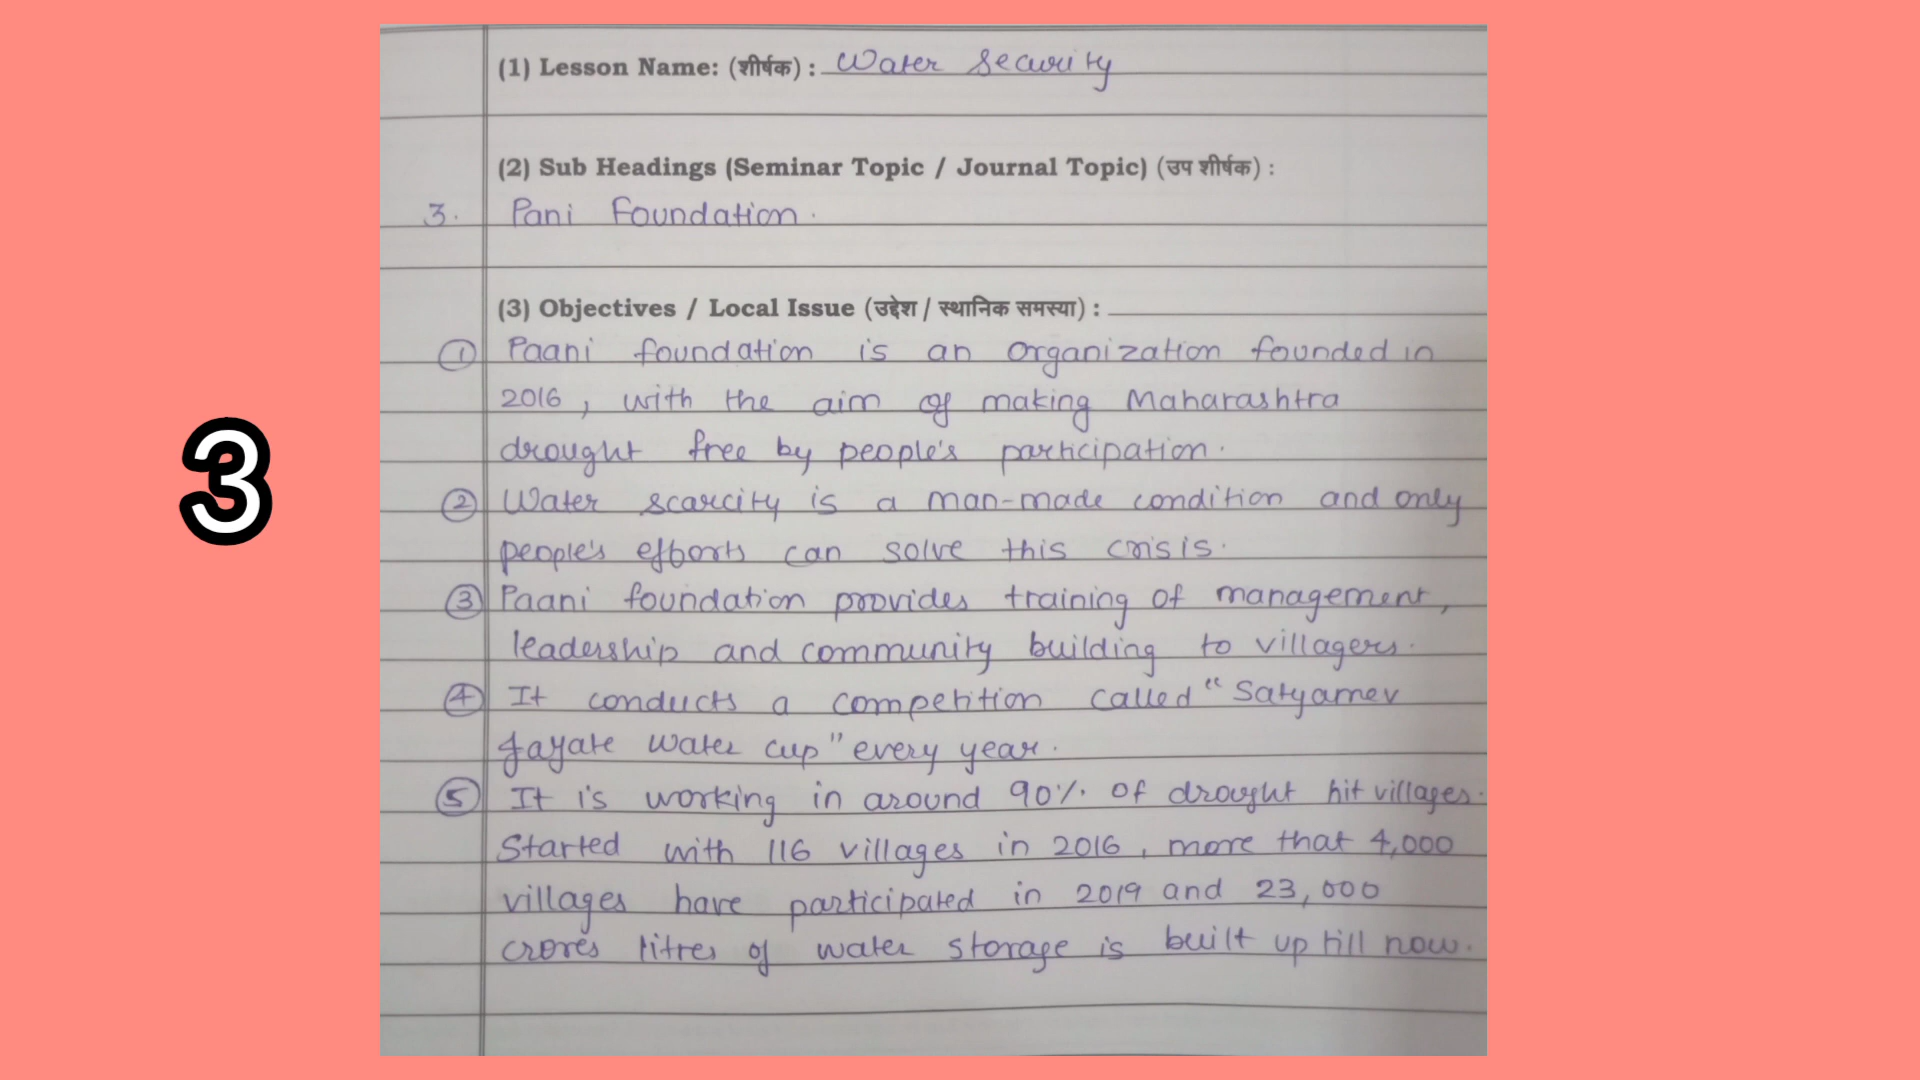 (1) Lesson Name: (शीर्षक) : Water Security
(2) Sub Headings (Seminar Topic / Journal Topic) (उप शीर्षक) :
3. Pani Foundation.
(3) Objectives / Local Issue (उद्देश / स्थानिक समस्या) :
① Paani foundation is an organization founded in
2016, with the aim of making Maharashtra
drought free by people's participation.
② Water scarcity is a man-made condition and only
people's efforts can solve this crisis.
③ Paani foundation provides training of management,
leadership and community building to villagers.
④ It conducts a competition called "Satyamev
Jayate Water cup" every year.
⑤ It is working in around 90% of drought hit villages.
Started with 116 villages in 2016, more that 4,000
villages have participated in 2019 and 23,000
crores litres of water storage is built up till now.
3